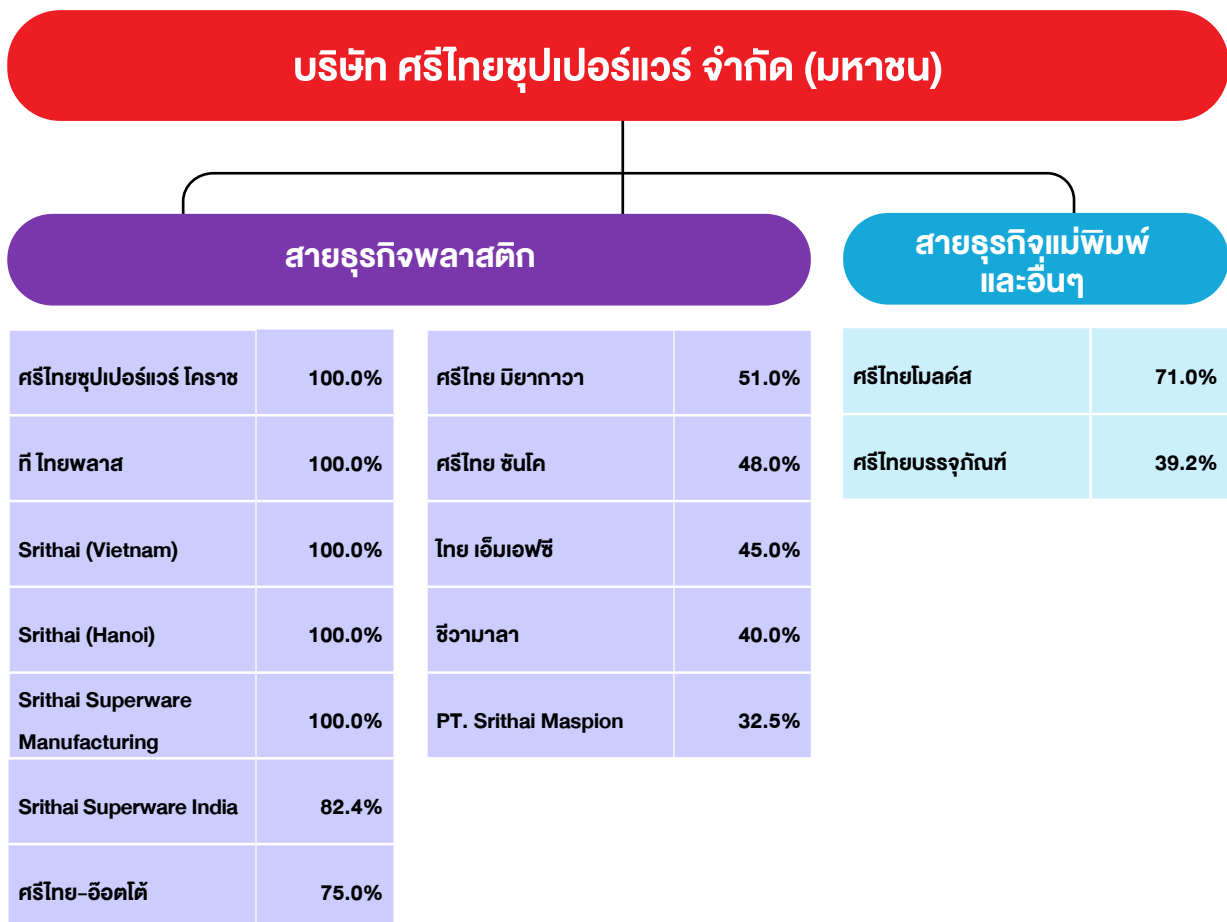 บริษัท ศรีไทยซุปเปอร์แวร์ จำกัด (มหาชน)
สายธุรกิจพลาสติก
สายธุรกิจแม่พิมพ์
และอื่นๆ
ศรีไทยซุปเปอร์แวร์ โคราช 100.0%
ที ไทยพลาส 100.0%
Srithai (Vietnam) 100.0%
Srithai (Hanoi) 100.0%
Srithai Superware
Manufacturing 100.0%
Srithai Superware India 82.4%
ศรีไทย-อ๊อตโต้ 75.0%
ศรีไทย มิยากาวา 51.0%
ศรีไทย ซันโค 48.0%
ไทย เอ็มเอฟซี 45.0%
ชีวามาลา 40.0%
PT. Srithai Maspion 32.5%
ศรีไทยโมลด์ส 71.0%
ศรีไทยบรรจุภัณฑ์ 39.2%